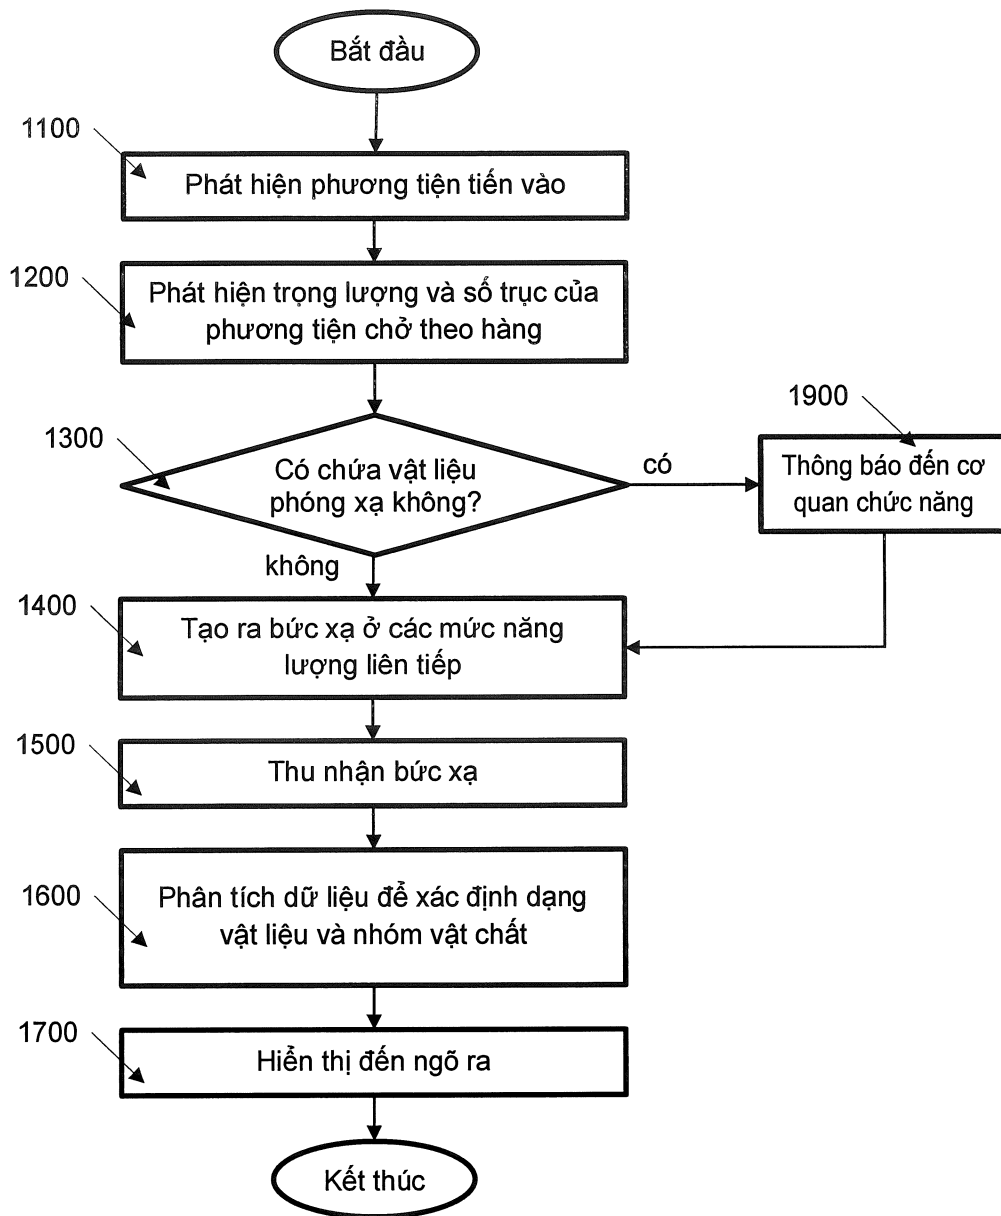 Bắt đầu
1100
Phát hiện phương tiện tiến vào
1200
Phát hiện trọng lượng và số trục của
phương tiện chở theo hàng
1300
Có chứa vật liệu
phóng xạ không?
có
1900
Thông báo đến cơ
quan chức năng
không
1400
Tạo ra bức xạ ở các mức năng
lượng liên tiếp
1500
Thu nhận bức xạ
1600
Phân tích dữ liệu để xác định dạng
vật liệu và nhóm vật chất
1700
Hiển thị đến ngõ ra
Kết thúc